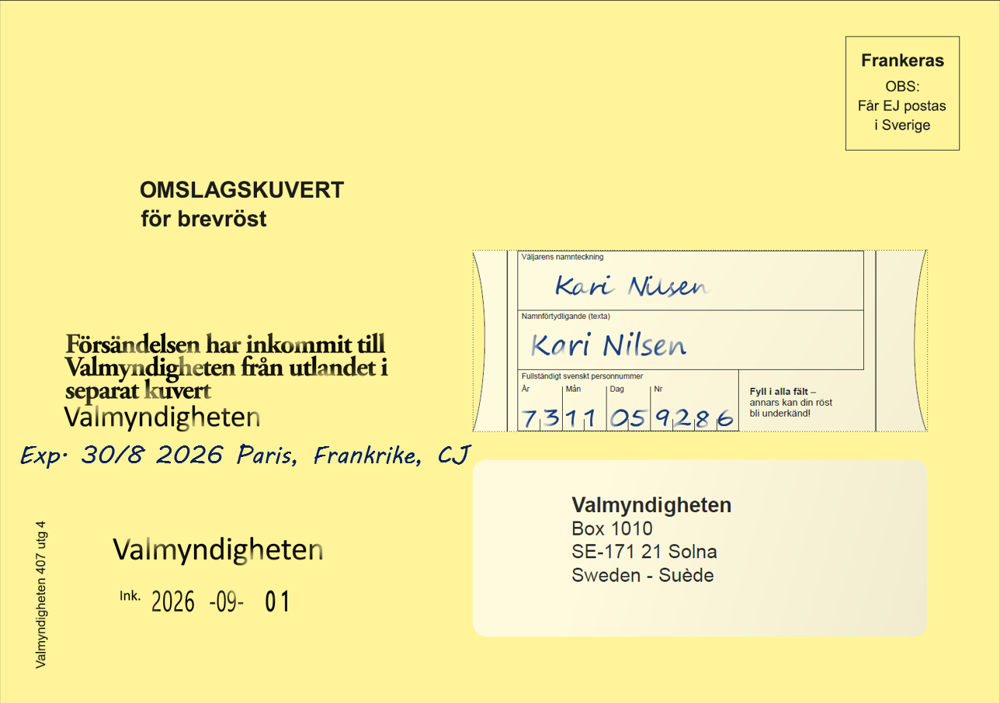 Frankeras
OBS:
Får EJ postas
i Sverige
OMSLAGSKUVERT
för brevröst
Väljarens namnteckning
Kari Nilsen
Namnförtydligande (texta)
Kari Nilsen
Fullständigt svenskt personnummer
År Mån Dag Nr
7311059286
Fyll i alla fält –
annars kan din röst
bli underkänd!
Försändelsen har inkommit till
Valmyndigheten från utlandet i
separat kuvert
Valmyndigheten
Exp. 30/8 2026 Paris, Frankrike, CJ
Valmyndigheten
Box 1010
SE-171 21 Solna
Sweden - Suède
Valmyndigheten
Ink. 2026 -09- 01
Valmyndigheten 407 utg 4